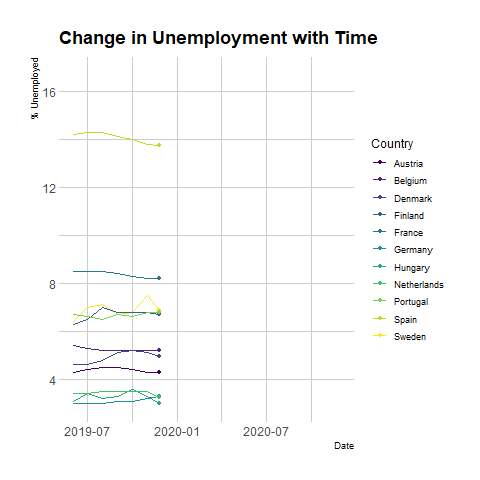 Change in Unemployment with Time
% Unemployed
16
12
8
4
2019-07 2020-01 2020-07
Date
Country
Austria
Belgium
Denmark
Finland
France
Germany
Hungary
Netherlands
Portugal
Spain
Sweden